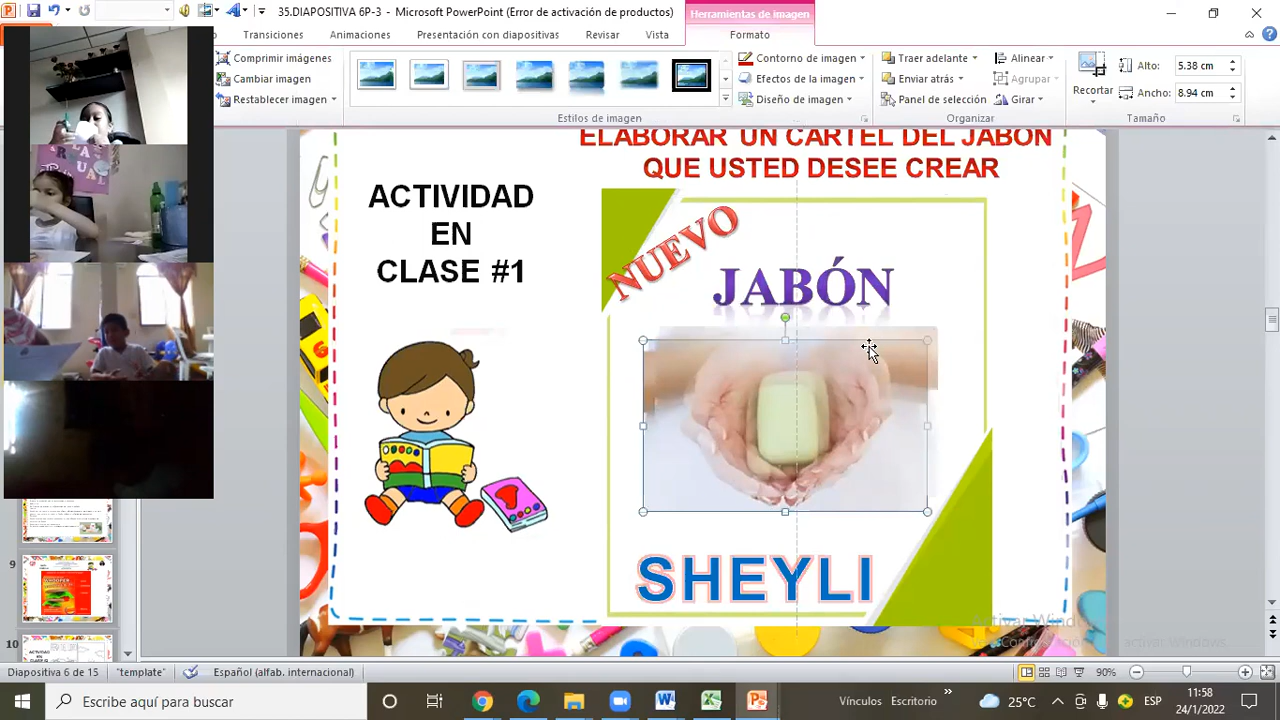 35.DIAPOSITIVA 6P-3 - Microsoft PowerPoint (Error de activación de productos)
Herramientas de imagen
Transiciones Animaciones Presentación con diapositivas Revisar Vista Formato
Comprimir imágenes
Cambiar imagen
Restablecer imagen
Contorno de imagen
Efectos de la imagen
Diseño de imagen
Estilos de imagen
Traer adelante
Enviar atrás
Panel de selección
Alinear
Agrupar
Girar
Organizar
Recortar
Alto: 5.38 cm
Ancho: 8.94 cm
Tamaño
ELABORAR UN CARTEL DEL JABÓN
QUE USTED DESEE CREAR
ACTIVIDAD
EN
CLASE #1
NUEVO
JABÓN
SHEYLI
9
10
Diapositiva 6 de 15 "template" Español (alfab. internacional) 90%
Escribe aquí para buscar
Vínculos Escritorio
25°C
ESP
11:58
24/1/2022